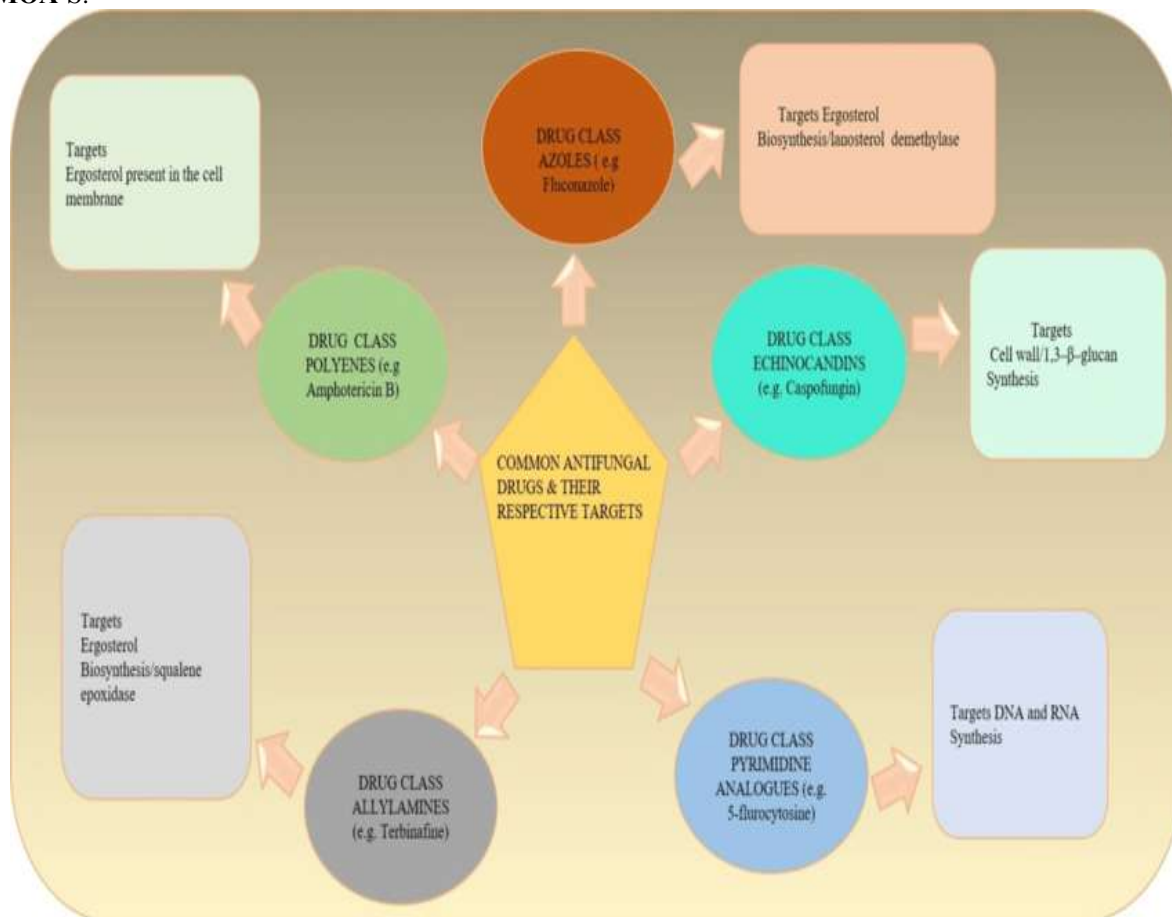 MOA'S.
DRUG CLASS
AZOLES ( e.g
Fluconazole)
Targets Ergosterol
Biosynthesis/lanosterol demethylase
Targets
Ergosterol present in the cell
membrane
DRUG CLASS
POLYENES (e.g
Amphotericin B)
DRUG CLASS
ECHINOCANDINS
(e.g. Caspofungin)
Targets
Cell wall/1,3-β-glucan
Synthesis
COMMON ANTIFUNGAL
DRUGS & THEIR
RESPECTIVE TARGETS
Targets
Ergosterol
Biosynthesis/squalene
epoxidase
DRUG CLASS
ALLYLAMINES
(e.g. Terbinafine)
DRUG CLASS
PYRIMIDINE
ANALOGUES (e.g.
5-flurocytosine)
Targets DNA and RNA
Synthesis